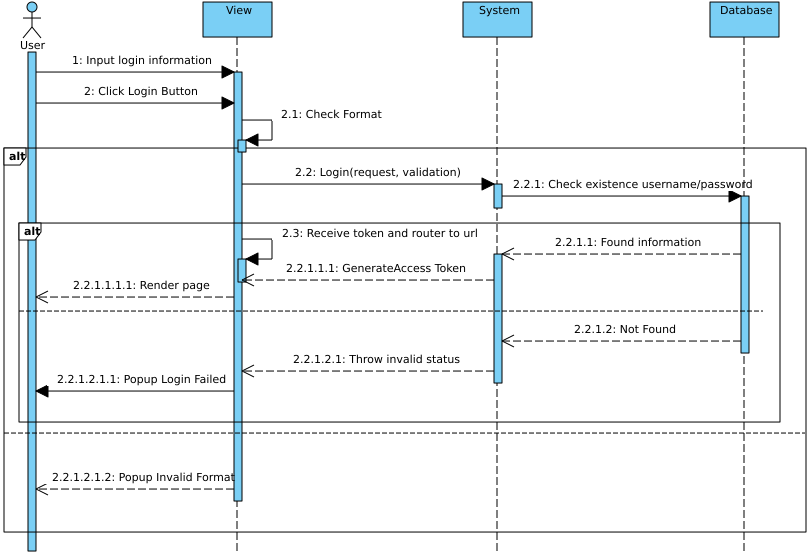 View
System
Database
User
1: Input login information
2: Click Login Button
2.1: Check Format
alt
2.2: Login(request, validation)
2.2.1: Check existence username/password
alt
2.3: Receive token and router to url
2.2.1.1: Found information
2.2.1.1.1: GenerateAccess Token
2.2.1.1.1.1: Render page
2.2.1.2: Not Found
2.2.1.2.1: Throw invalid status
2.2.1.2.1.1: Popup Login Failed
2.2.1.2.1.2: Popup Invalid Format